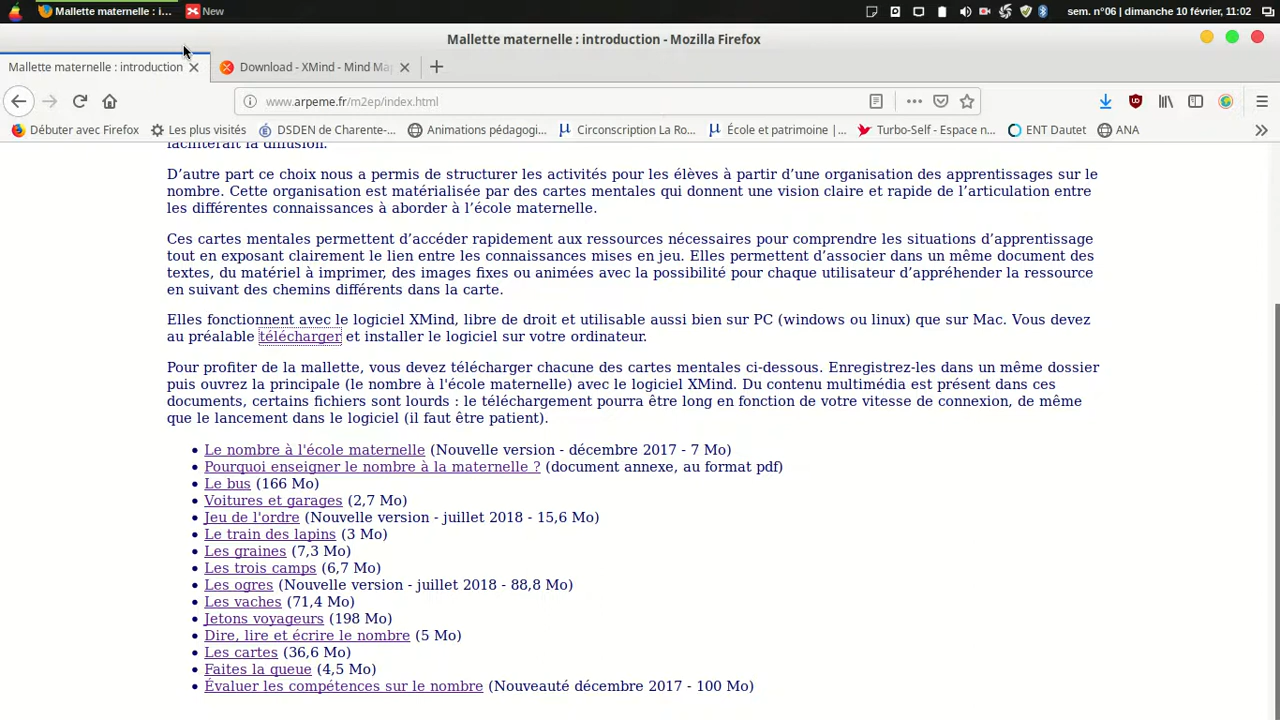 Mallette maternelle : i...
New
sem. n°06 | dimanche 10 février, 11:02
Mallette maternelle : introduction - Mozilla Firefox
Mallette maternelle : introduction
Download - XMind - Mind Ma
www.arpeme.fr/m2ep/index.html
Débuter avec Firefox
Les plus visités
DSDEN de Charente-...
Animations pédagogi...
Circonscription La Ro...
École et patrimoine |...
Turbo-Self - Espace n...
ENT Dautet
ANA
faciliterait la diffusion.
D’autre part ce choix nous a permis de structurer les activités pour les élèves à partir d’une organisation des apprentissages sur le
nombre. Cette organisation est matérialisée par des cartes mentales qui donnent une vision claire et rapide de l’articulation entre
les différentes connaissances à aborder à l’école maternelle.
Ces cartes mentales permettent d’accéder rapidement aux ressources nécessaires pour comprendre les situations d’apprentissage
tout en exposant clairement le lien entre les connaissances mises en jeu. Elles permettent d’associer dans un même document des
textes, du matériel à imprimer, des images fixes ou animées avec la possibilité pour chaque utilisateur d’appréhender la ressource
en suivant des chemins différents dans la carte.
Elles fonctionnent avec le logiciel XMind, libre de droit et utilisable aussi bien sur PC (windows ou linux) que sur Mac. Vous devez
au préalable télécharger et installer le logiciel sur votre ordinateur.
Pour profiter de la mallette, vous devez télécharger chacune des cartes mentales ci-dessous. Enregistrez-les dans un même dossier
puis ouvrez la principale (le nombre à l'école maternelle) avec le logiciel XMind. Du contenu multimédia est présent dans ces
documents, certains fichiers sont lourds : le téléchargement pourra être long en fonction de votre vitesse de connexion, de même
que le lancement dans le logiciel (il faut être patient).
• Le nombre à l'école maternelle (Nouvelle version - décembre 2017 - 7 Mo)
• Pourquoi enseigner le nombre à la maternelle ? (document annexe, au format pdf)
• Le bus (166 Mo)
• Voitures et garages (2,7 Mo)
• Jeu de l'ordre (Nouvelle version - juillet 2018 - 15,6 Mo)
• Le train des lapins (3 Mo)
• Les graines (7,3 Mo)
• Les trois camps (6,7 Mo)
• Les ogres (Nouvelle version - juillet 2018 - 88,8 Mo)
• Les vaches (71,4 Mo)
• Jetons voyageurs (198 Mo)
• Dire, lire et écrire le nombre (5 Mo)
• Les cartes (36,6 Mo)
• Faites la queue (4,5 Mo)
• Évaluer les compétences sur le nombre (Nouveauté décembre 2017 - 100 Mo)